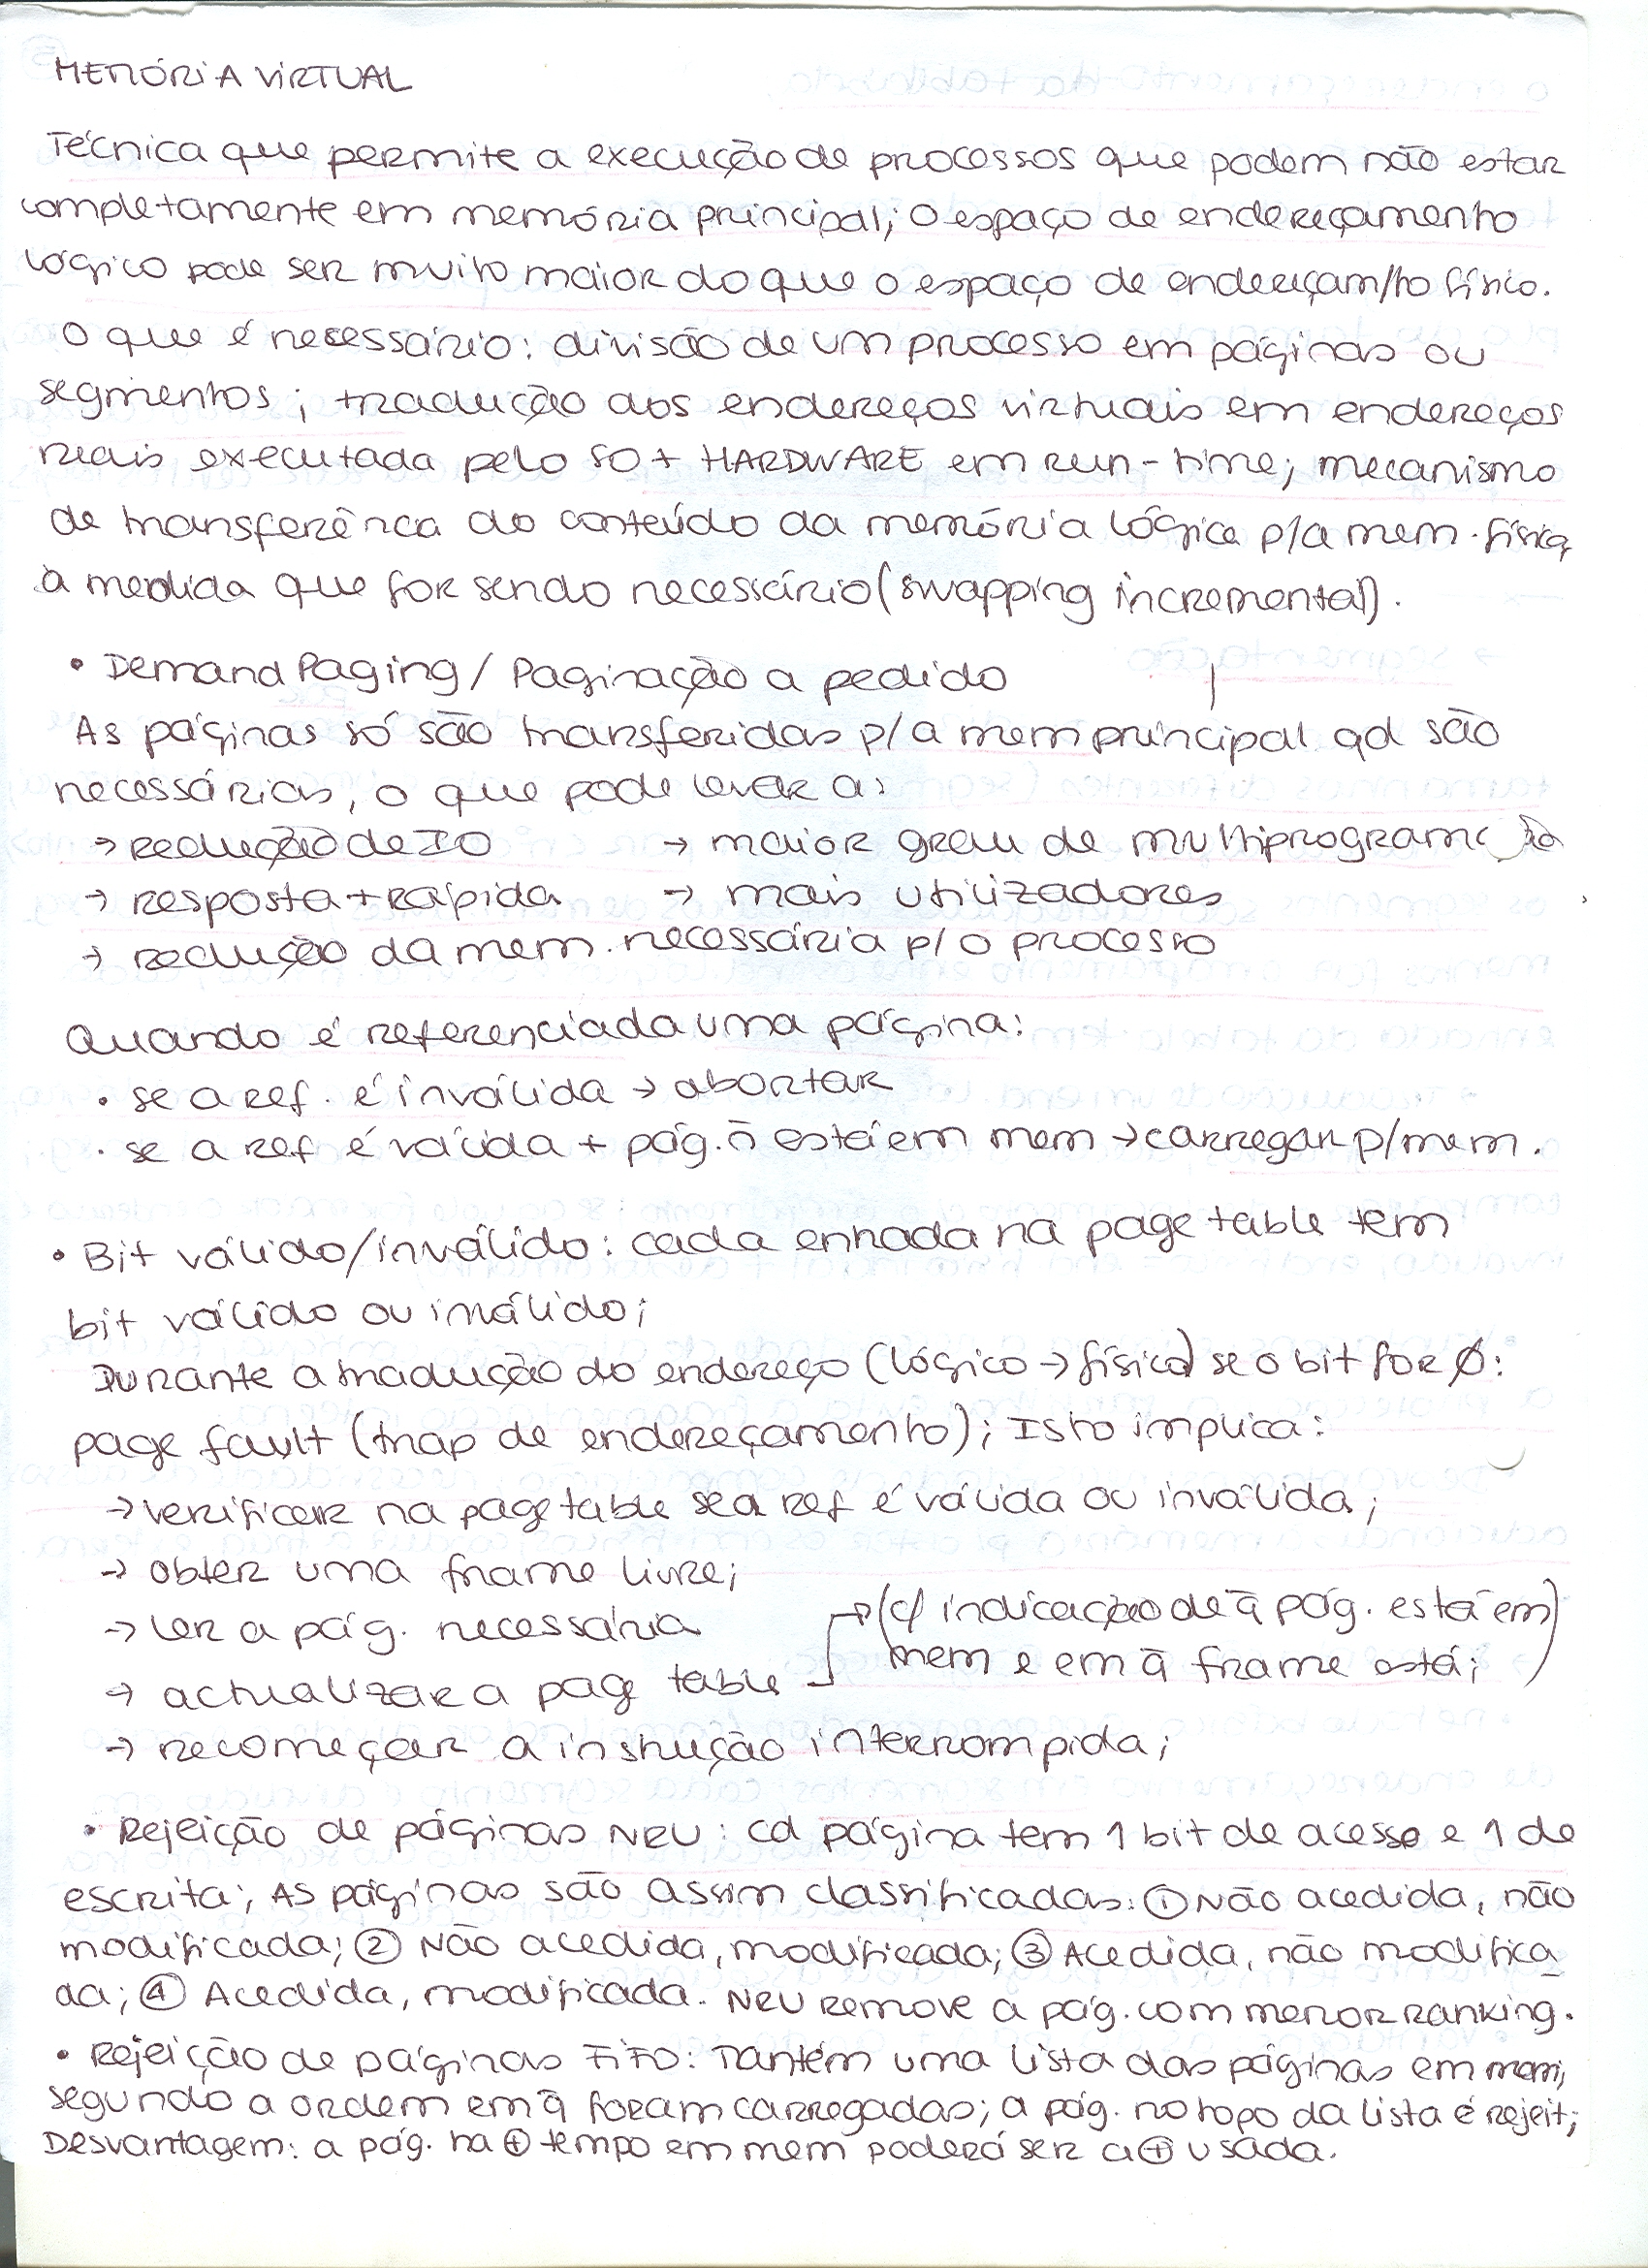 MEMÓRIA VIRTUAL
Técnica que permite a execução de processos que podem não estar
completamente em memória principal; o espaço de endereçamento
lógico pode ser muito maior do que o espaço de endereçam/to físico.
O que é necessário: divisão de um processo em páginas ou
segmentos; tradução dos endereços virtuais em endereços
reais executada pelo SO + HARDWARE em run-time; mecanismo
de transferência do conteúdo da memória lógica p/a mem. física
à medida que for sendo necessário (swapping incremental).
• Demand Paging / Paginação a pedido
As páginas só são transferidas p/ a mem principal qd são
necessárias, o que pode levar a:
→ redução de IO → maior grau de multiprogramação
→ resposta + rápida → mais utilizadores
→ redução da mem. necessária p/ o processo
Quando é referenciada uma página:
• se a ref. é inválida → abortar
• se a ref é válida + pág. ñ está em mem → carregar p/mem.
• Bit válido/inválido: cada entrada na page table tem
bit válido ou inválido;
Durante a tradução do endereço (lógico → físico) se o bit for Ø:
page fault (trap de endereçamento); Isto implica:
→ verificar na page table se a ref é válida ou inválida;
→ obter uma frame livre;
→ ler a pág. necessária
→ actualizar a page table → (c/ indicação de q̃ pág. está em
mem e em q̃ frame está;)
→ recomeçar a instrução interrompida;
• Rejeição de páginas NRU: cd página tem 1 bit de acesso e 1 de
escrita; As páginas são assim classificadas: ① Não acedida, não
modificada; ② Não acedida, modificada; ③ Acedida, não modifica_
da; ④ Acedida, modificada. NRU remove a pág. com menor ranking.
• Rejeição de páginas FIFO: Mantém uma lista das páginas em mem,
segundo a ordem em q̃ foram carregadas; a pág. no topo da lista é rejeit;
Desvantagem: a pág. há ⊕ tempo em mem poderá ser a ⊕ usada.